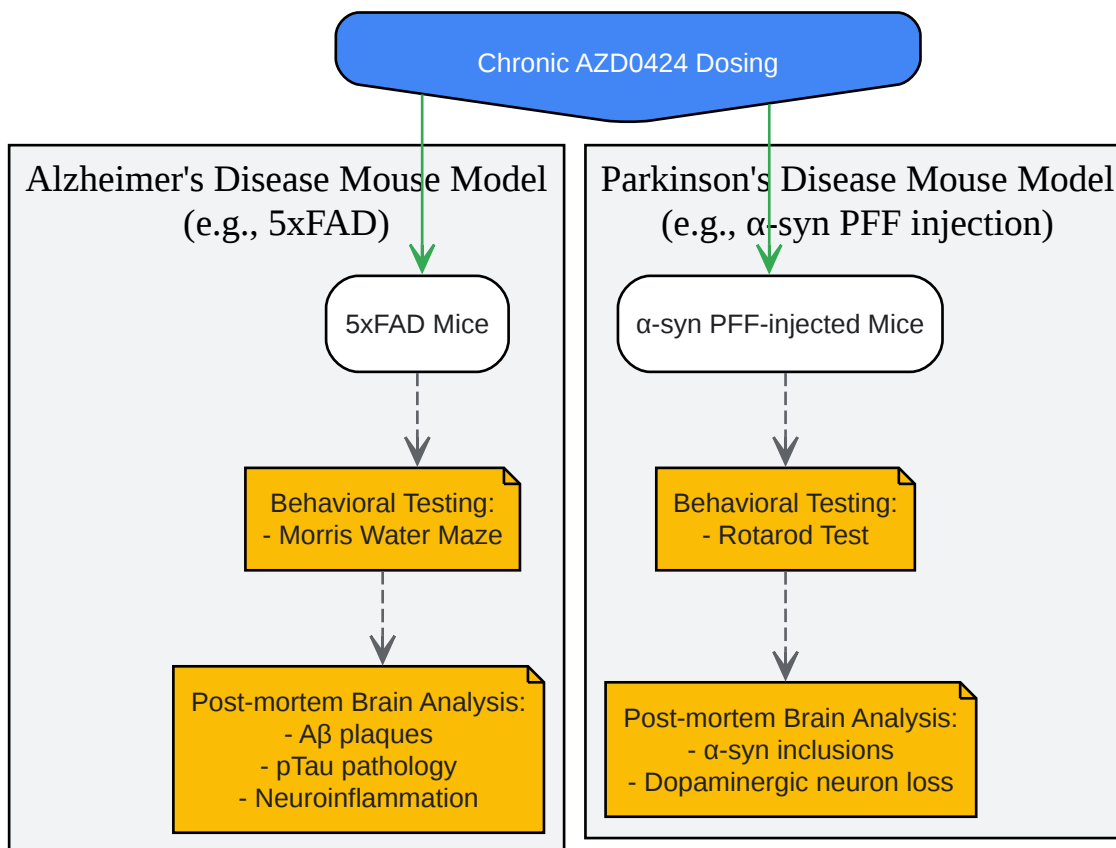 Chronic AZD0424 Dosing
Alzheimer's Disease Mouse Model
(e.g., 5xFAD)
5xFAD Mice
Behavioral Testing:
- Morris Water Maze
Post-mortem Brain Analysis:
- Aβ plaques
- pTau pathology
- Neuroinflammation
Parkinson's Disease Mouse Model
(e.g., α-syn PFF injection)
α-syn PFF-injected Mice
Behavioral Testing:
- Rotarod Test
Post-mortem Brain Analysis:
- α-syn inclusions
- Dopaminergic neuron loss